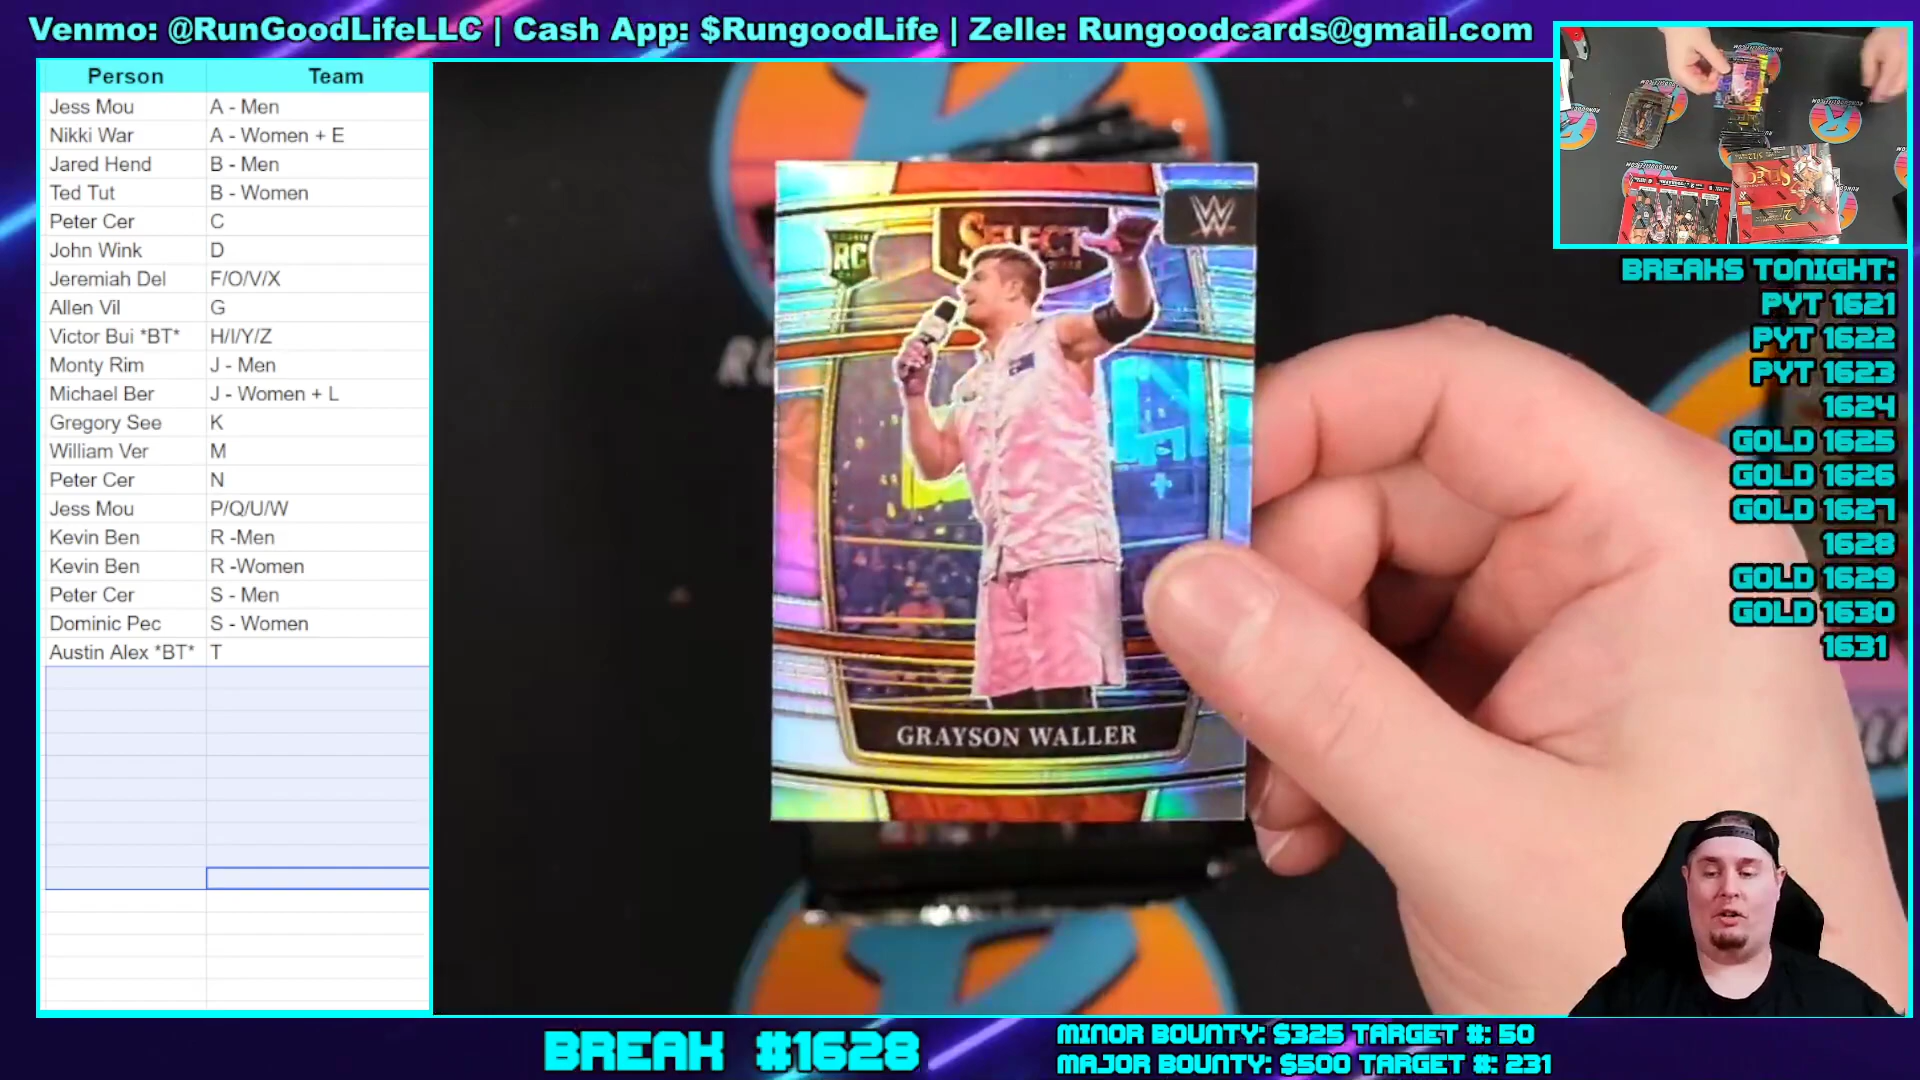 Venmo: @RunGoodLifeLLC | Cash App: $RungoodLife | Zelle: Rungoodcards@gmail.com
Person Team
Jess Mou A - Men
Nikki War A - Women + E
Jared Hend B - Men
Ted Tut B - Women
Peter Cer C
John Wink D
Jeremiah Del F/O/V/X
Allen Vil G
Victor Bui *BT* H/I/Y/Z
Monty Rim J - Men
Michael Ber J - Women + L
Gregory See K
William Ver M
Peter Cer N
Jess Mou P/Q/U/W
Kevin Ben R -Men
Kevin Ben R -Women
Peter Cer S - Men
Dominic Pec S - Women
Austin Alex *BT* T
RC
SELECT
W
GRAYSON WALLER
BREAKS TONIGHT:
PYT 1621
PYT 1622
PYT 1623
1624
GOLD 1625
GOLD 1626
GOLD 1627
1628
GOLD 1629
GOLD 1630
1631
BREAK #1628
MINOR BOUNTY: $325 TARGET #: 50
MAJOR BOUNTY: $500 TARGET #: 231